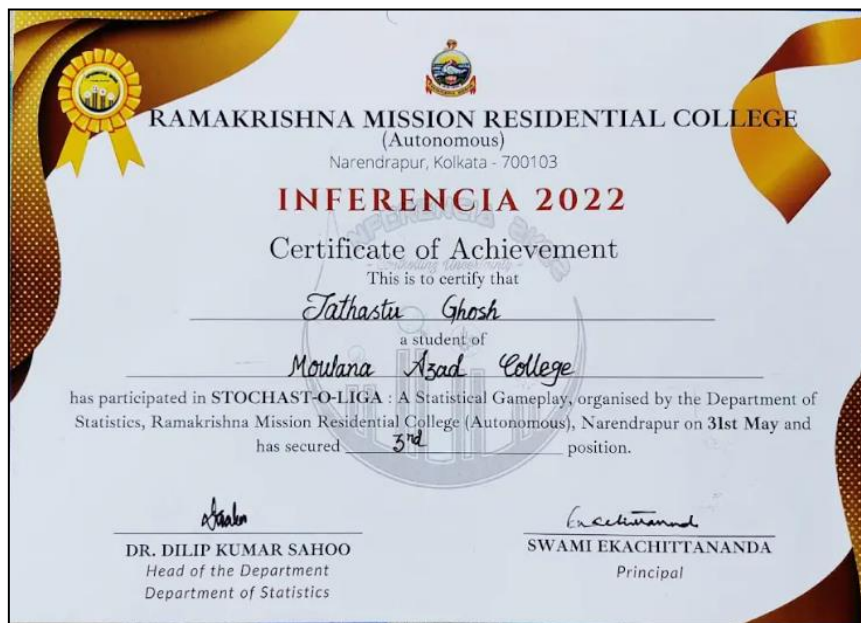 RAMAKRISHNA MISSION RESIDENTIAL COLLEGE
(Autonomous)
Narendrapur, Kolkata - 700103
INFERENCIA 2022
Certificate of Achievement
This is to certify that
Tathastu Ghosh
a student of
Moulana Azad College
has participated in STOCHAST-O-LIGA : A Statistical Gameplay, organised by the Department of
Statistics, Ramakrishna Mission Residential College (Autonomous), Narendrapur on 31st May and
has secured 3rd position.
DR. DILIP KUMAR SAHOO
Head of the Department
Department of Statistics
SWAMI EKACHITTANANDA
Principal